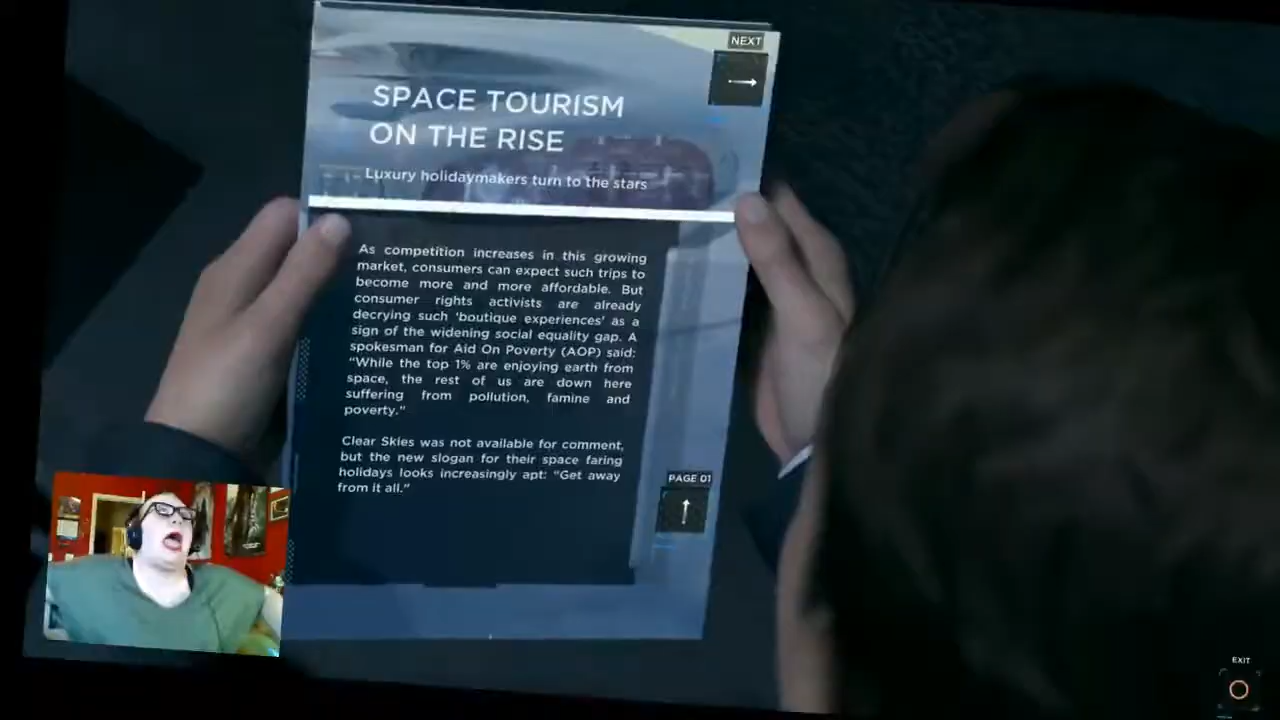 NEXT
SPACE TOURISM
ON THE RISE
Luxury holidaymakers turn to the stars
As competition increases in this growing
market, consumers can expect such trips to
become more and more affordable. But
consumer rights activists are already
decrying such 'boutique experiences' as a
sign of the widening social equality gap. A
spokesman for Aid On Poverty (AOP) said:
"While the top 1% are enjoying earth from
space, the rest of us are down here
suffering from pollution, famine and
poverty."
Clear Skies was not available for comment,
but the new slogan for their space faring
holidays looks increasingly apt: "Get away
from it all."
PAGE 01
EXIT